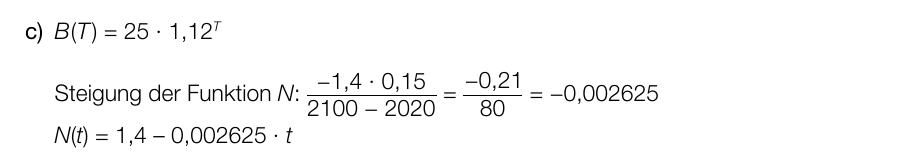 c) B(T) = 25 · 1,12^T
Steigung der Funktion N: −1,4 · 0,15 / 2100 − 2020 = −0,21 / 80 = −0,002625
N(t) = 1,4 − 0,002625 · t